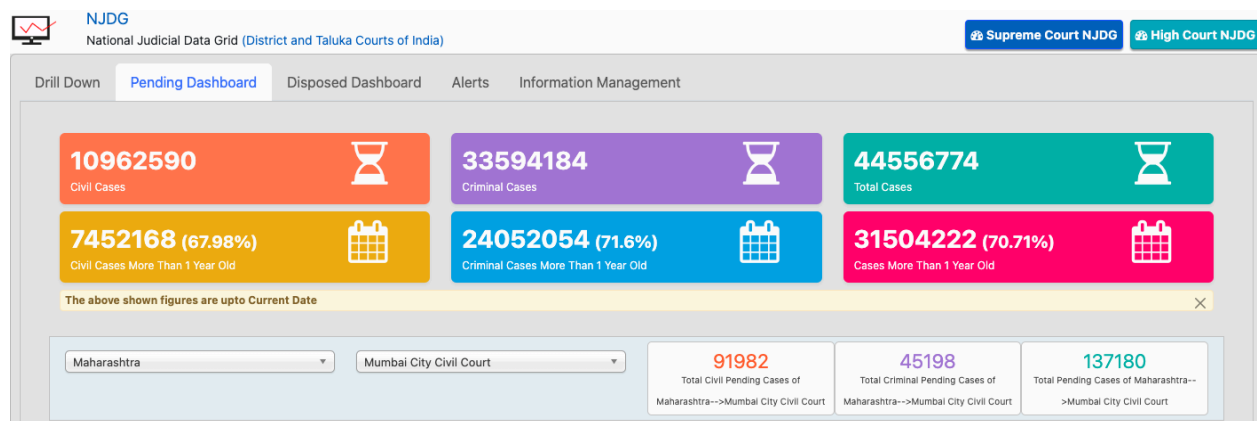 NJDG
National Judicial Data Grid (District and Taluka Courts of India)
Supreme Court NJDG
High Court NJDG
Drill Down
Pending Dashboard
Disposed Dashboard
Alerts
Information Management
10962590
Civil Cases
33594184
Criminal Cases
44556774
Total Cases
7452168 (67.98%)
Civil Cases More Than 1 Year Old
24052054 (71.6%)
Criminal Cases More Than 1 Year Old
31504222 (70.71%)
Cases More Than 1 Year Old
The above shown figures are upto Current Date
Maharashtra
Mumbai City Civil Court
91982
Total Civil Pending Cases of
Maharashtra-->Mumbai City Civil Court
45198
Total Criminal Pending Cases of
Maharashtra-->Mumbai City Civil Court
137180
Total Pending Cases of Maharashtra--
>Mumbai City Civil Court